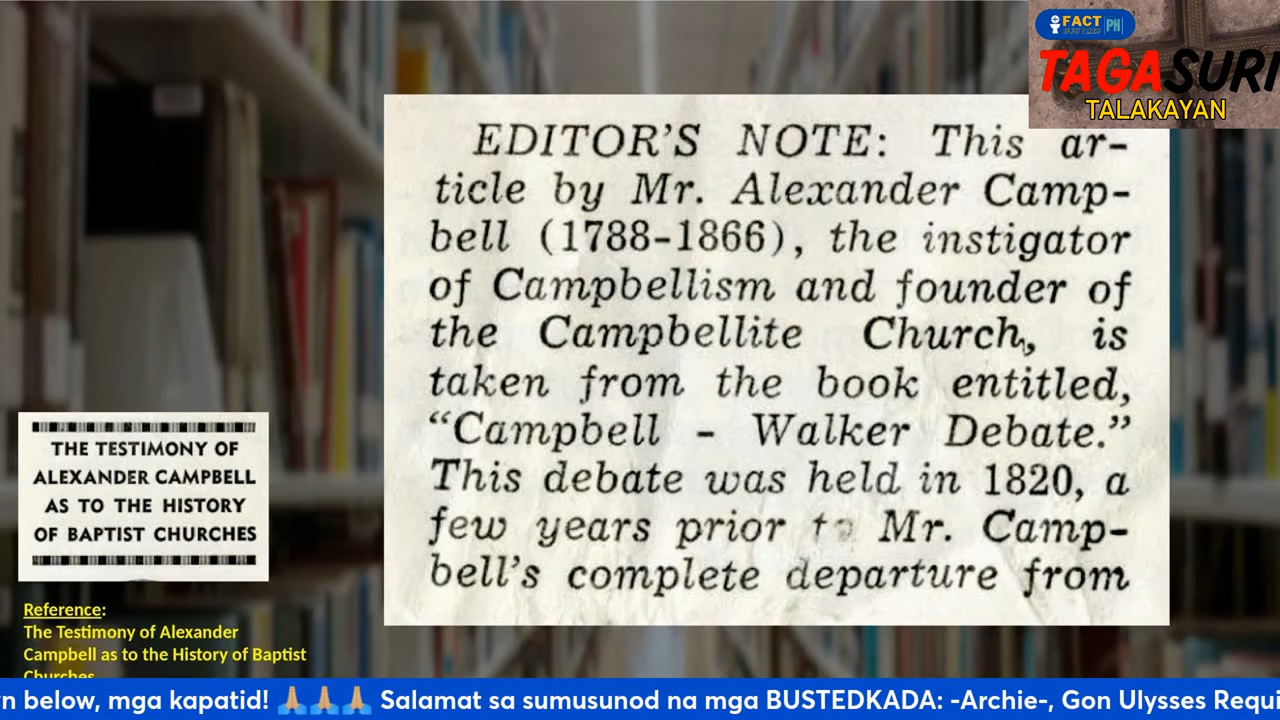 FACT
PH
TAGASURI
TALAKAYAN
EDITOR'S NOTE: This ar-
ticle by Mr. Alexander Camp-
bell (1788-1866), the instigator
of Campbellism and founder of
the Campbellite Church, is
taken from the book entitled,
“Campbell - Walker Debate.”
This debate was held in 1820, a
few years prior to Mr. Camp-
bell's complete departure from
THE TESTIMONY OF
ALEXANDER CAMPBELL
AS TO THE HISTORY
OF BAPTIST CHURCHES
Reference:
The Testimony of Alexander
Campbell as to the History of Baptist
Churches
n below, mga kapatid! 🙏🏼🙏🏼🙏🏼 Salamat sa sumusunod na mga BUSTEDKADA: -Archie-, Gon Ulysses Requi